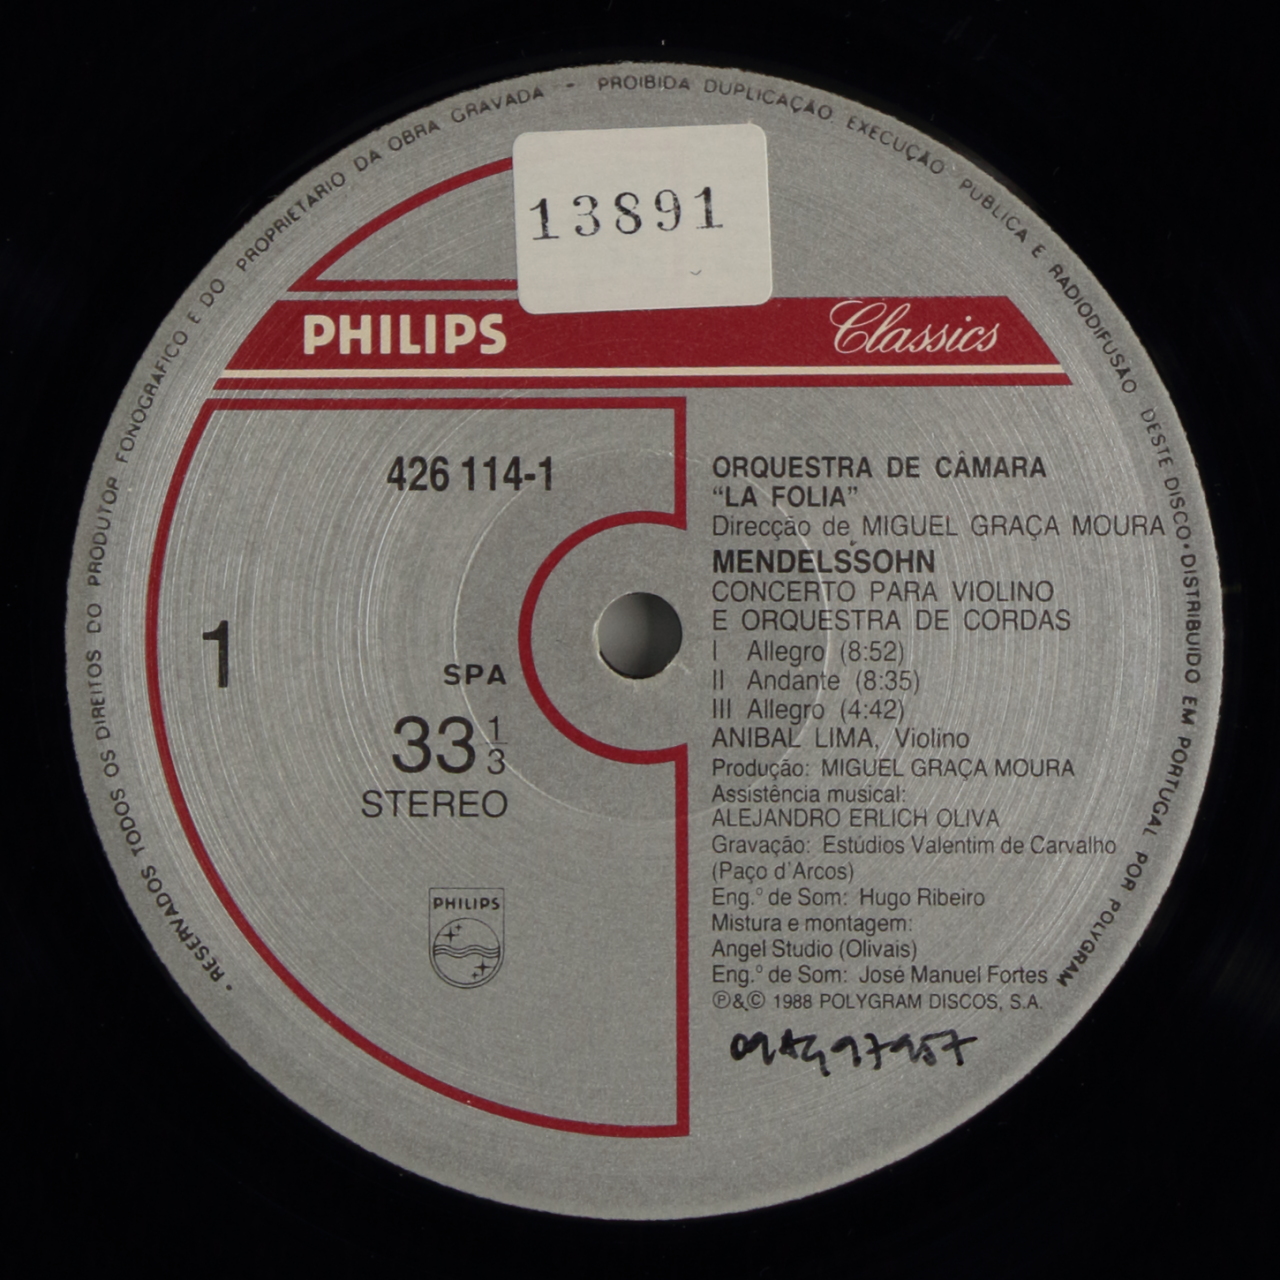 • RESERVADOS TODOS OS DIREITOS DO PRODUTOR FONOGRAFICO E DO PROPRIETARIO DA OBRA GRAVADA - PROIBIDA DUPLICAÇÃO EXECUÇÃO PUBLICA E RADIODIFUSÃO DESTE DISCO • DISTRIBUIDO EM PORTUGAL POR POLYGRAM
13891
PHILIPS Classics
426 114-1
1
SPA
33 1/3
STEREO
PHILIPS
ORQUESTRA DE CÂMARA
“LA FOLIA”
Direcção de MIGUEL GRAÇA MOURA
MENDELSSOHN
CONCERTO PARA VIOLINO
E ORQUESTRA DE CORDAS
I Allegro (8:52)
II Andante (8:35)
III Allegro (4:42)
ANIBAL LIMA, Violino
Produção: MIGUEL GRAÇA MOURA
Assistência musical:
ALEJANDRO ERLICH OLIVA
Gravação: Estúdios Valentim de Carvalho
(Paço d'Arcos)
Eng.º de Som: Hugo Ribeiro
Mistura e montagem:
Angel Studio (Olivais)
Eng.º de Som: José Manuel Fortes
℗&© 1988 POLYGRAM DISCOS, S.A.